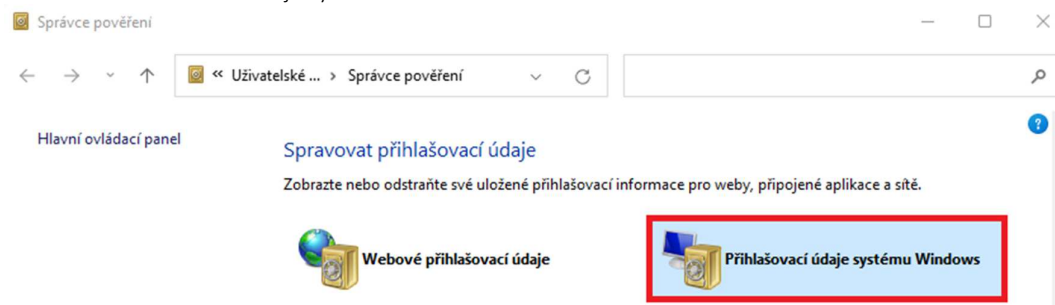 Správce pověření
« Uživatelské ... › Správce pověření
Hlavní ovládací panel
Spravovat přihlašovací údaje
Zobrazte nebo odstraňte své uložené přihlašovací informace pro weby, připojené aplikace a sítě.
Webové přihlašovací údaje
Přihlašovací údaje systému Windows